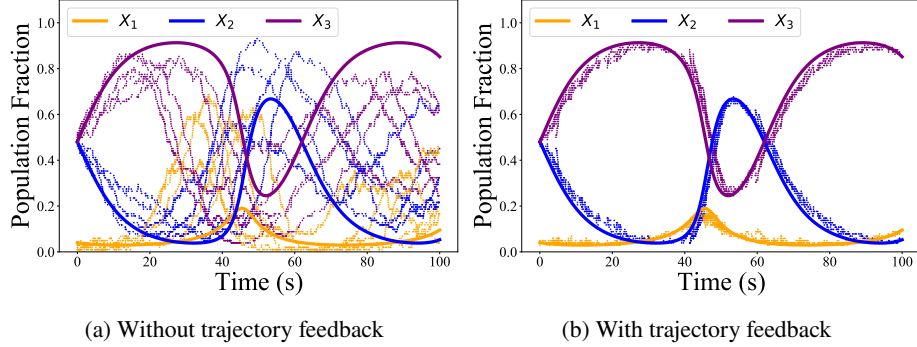 X₁ X₂ X₃
1.0
0.8
0.6
0.4
0.2
0.0
0 20 40 60 80 100
Population Fraction
Time (s)
(a) Without trajectory feedback
X₁ X₂ X₃
1.0
0.8
0.6
0.4
0.2
0.0
0 20 40 60 80 100
Population Fraction
Time (s)
(b) With trajectory feedback